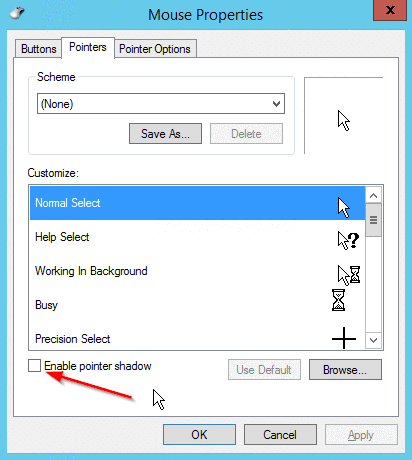 Mouse Properties
Buttons Pointers Pointer Options
Scheme
(None)
Save As... Delete
Customize:
Normal Select
Help Select
Working In Background
Busy
Precision Select
Enable pointer shadow Use Default Browse...
OK Cancel Apply